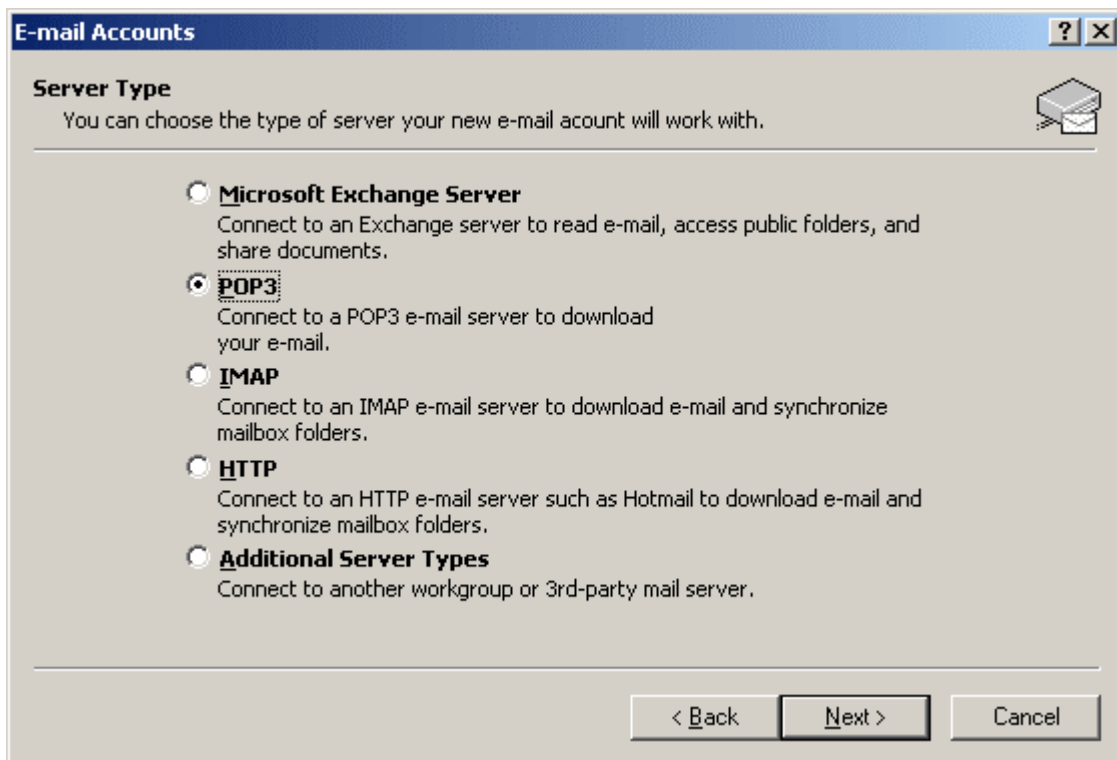 E-mail Accounts
Server Type
You can choose the type of server your new e-mail acount will work with.
Microsoft Exchange Server
Connect to an Exchange server to read e-mail, access public folders, and
share documents.
POP3
Connect to a POP3 e-mail server to download
your e-mail.
IMAP
Connect to an IMAP e-mail server to download e-mail and synchronize
mailbox folders.
HTTP
Connect to an HTTP e-mail server such as Hotmail to download e-mail and
synchronize mailbox folders.
Additional Server Types
Connect to another workgroup or 3rd-party mail server.
< Back Next > Cancel